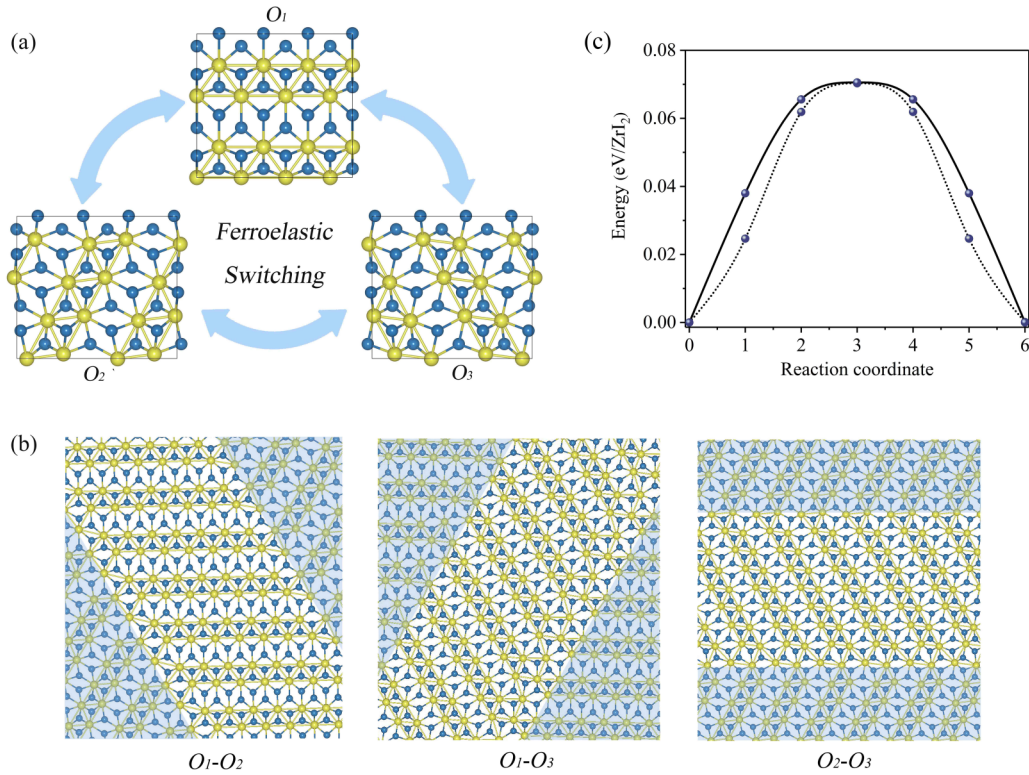 (a)
O1
Ferroelastic
Switching
O2
O3
(c)
0.08
0.06
0.04
0.02
0.00
Energy (eV/ZrI2)
0 1 2 3 4 5 6
Reaction coordinate
(b)
O1-O2
O1-O3
O2-O3